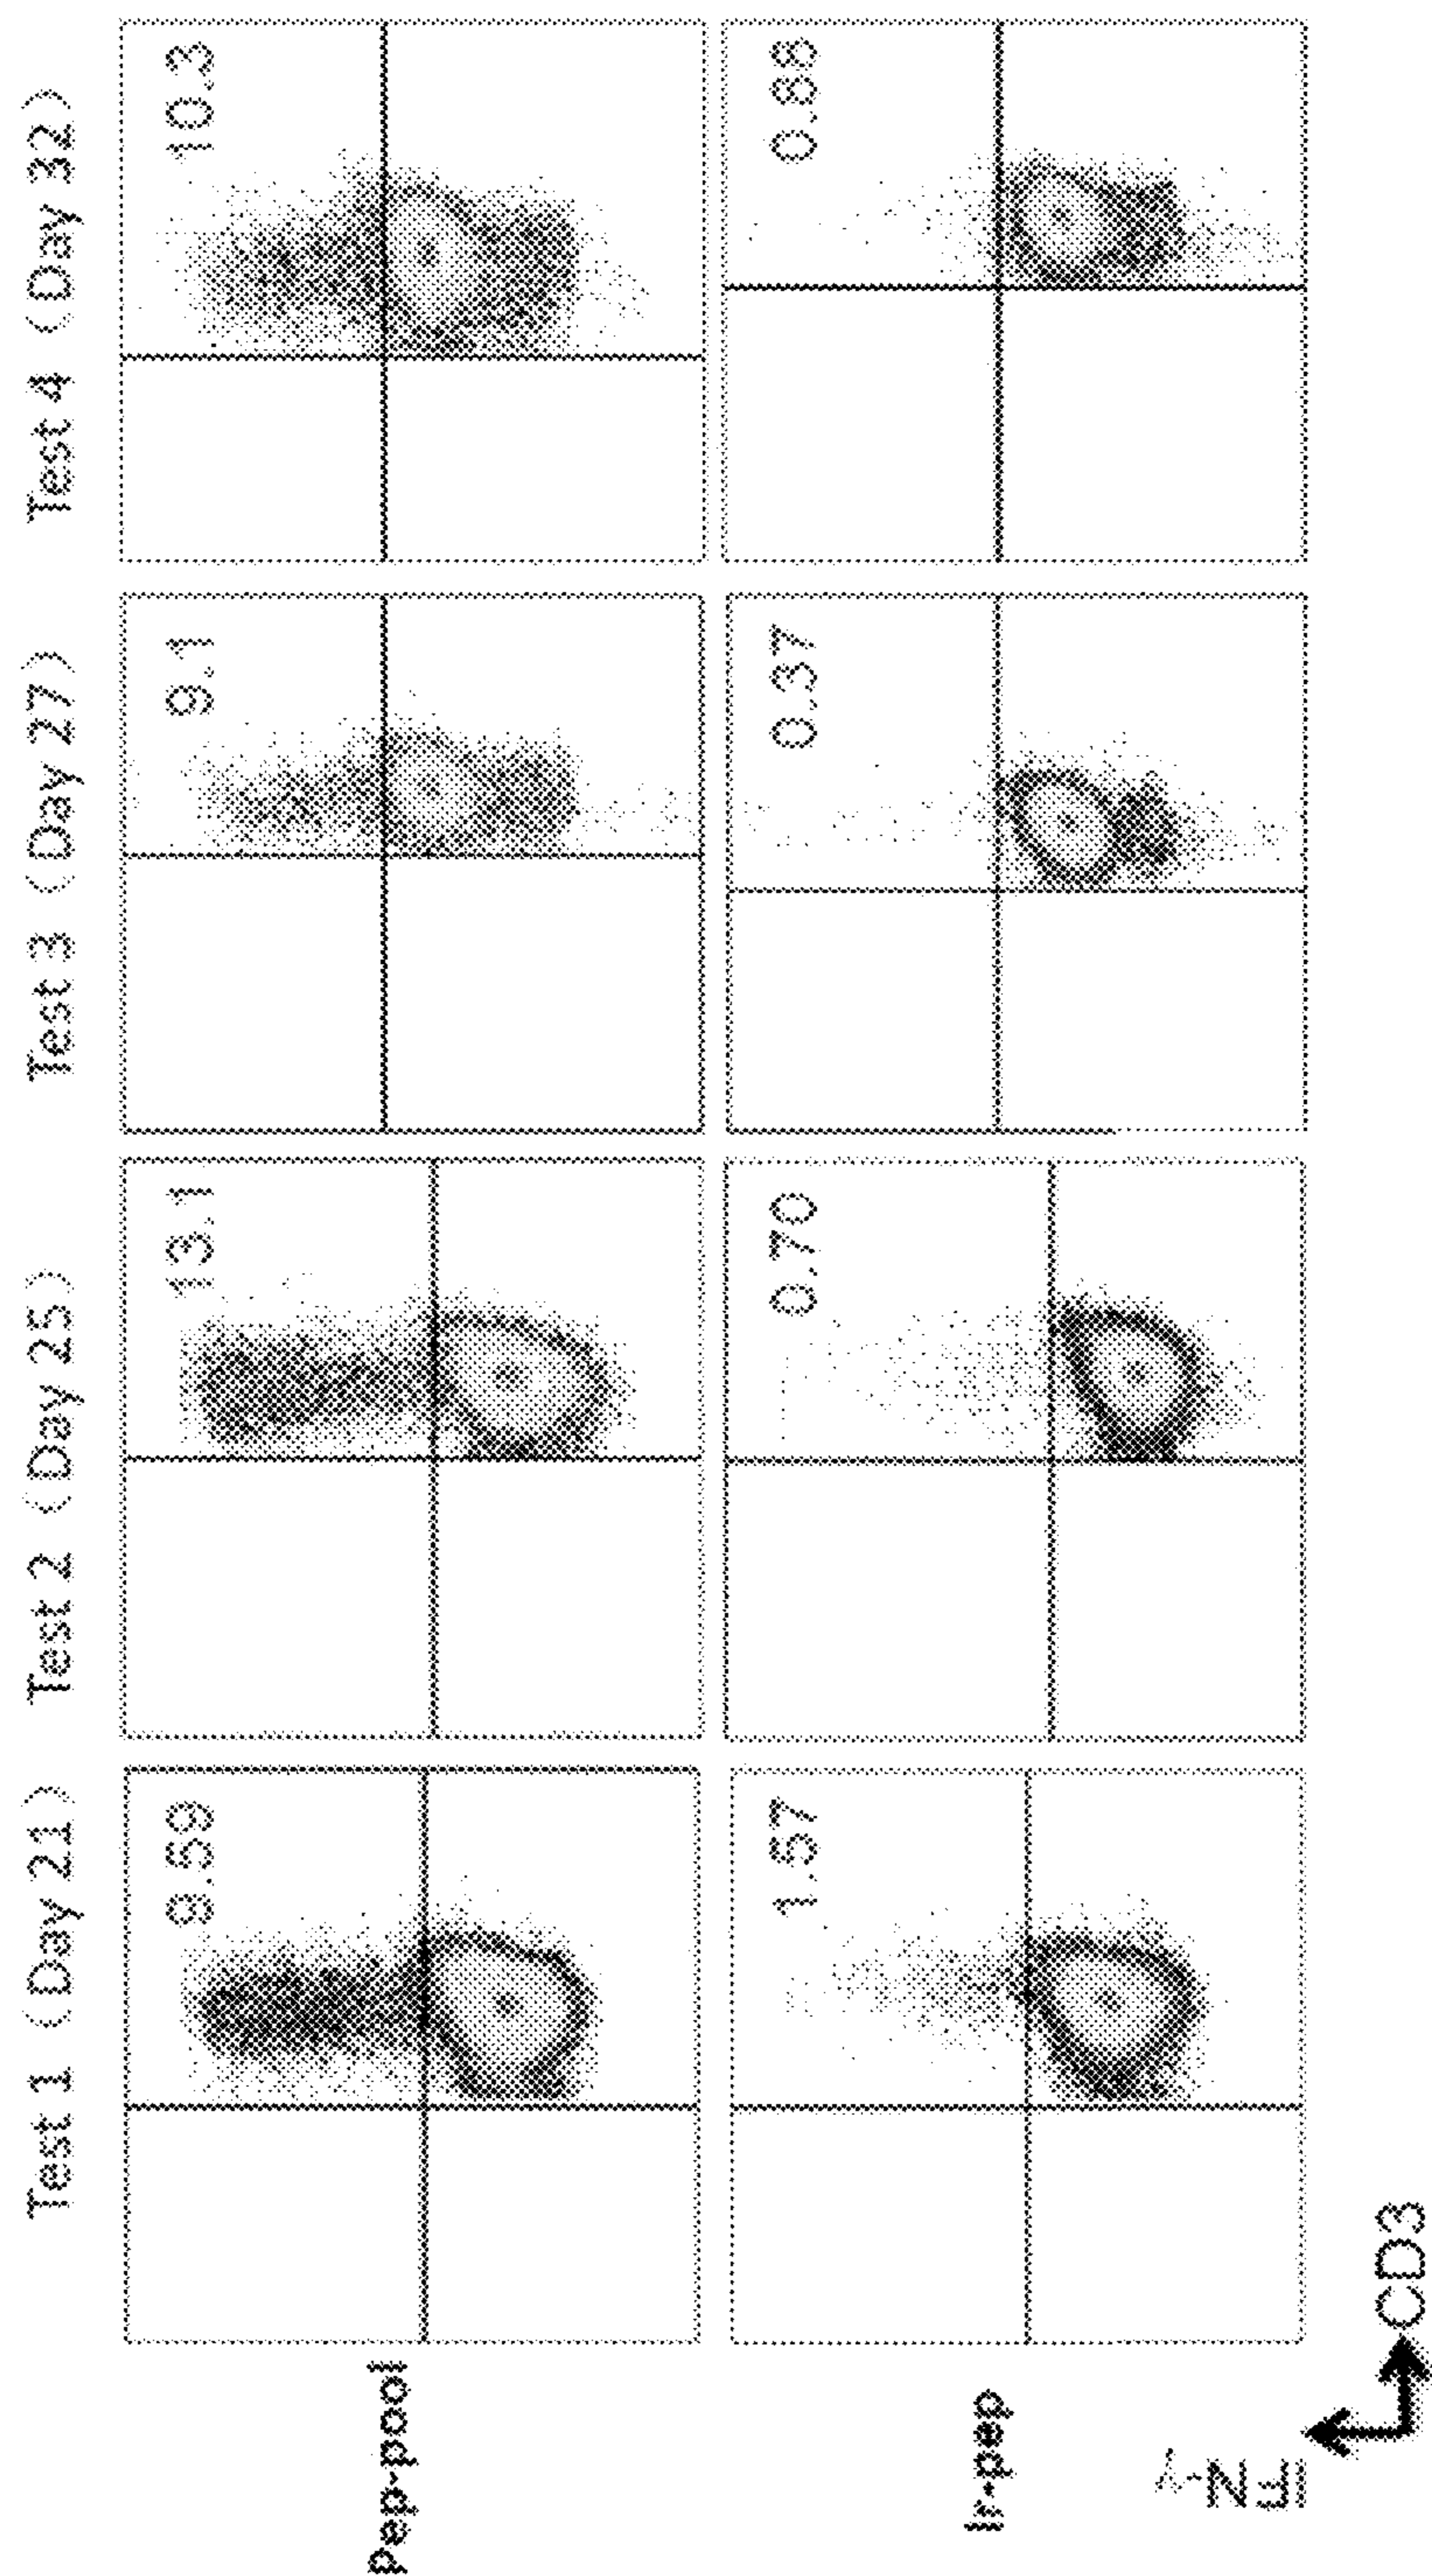 Test 1 (Day 21)
Test 2 (Day 25)
Test 3 (Day 27)
Test 4 (Day 32)
Pep-pool
9.59
13.1
9.1
10.3
Ir-pep
1.57
0.70
0.37
0.88
IFN-γ
CD3